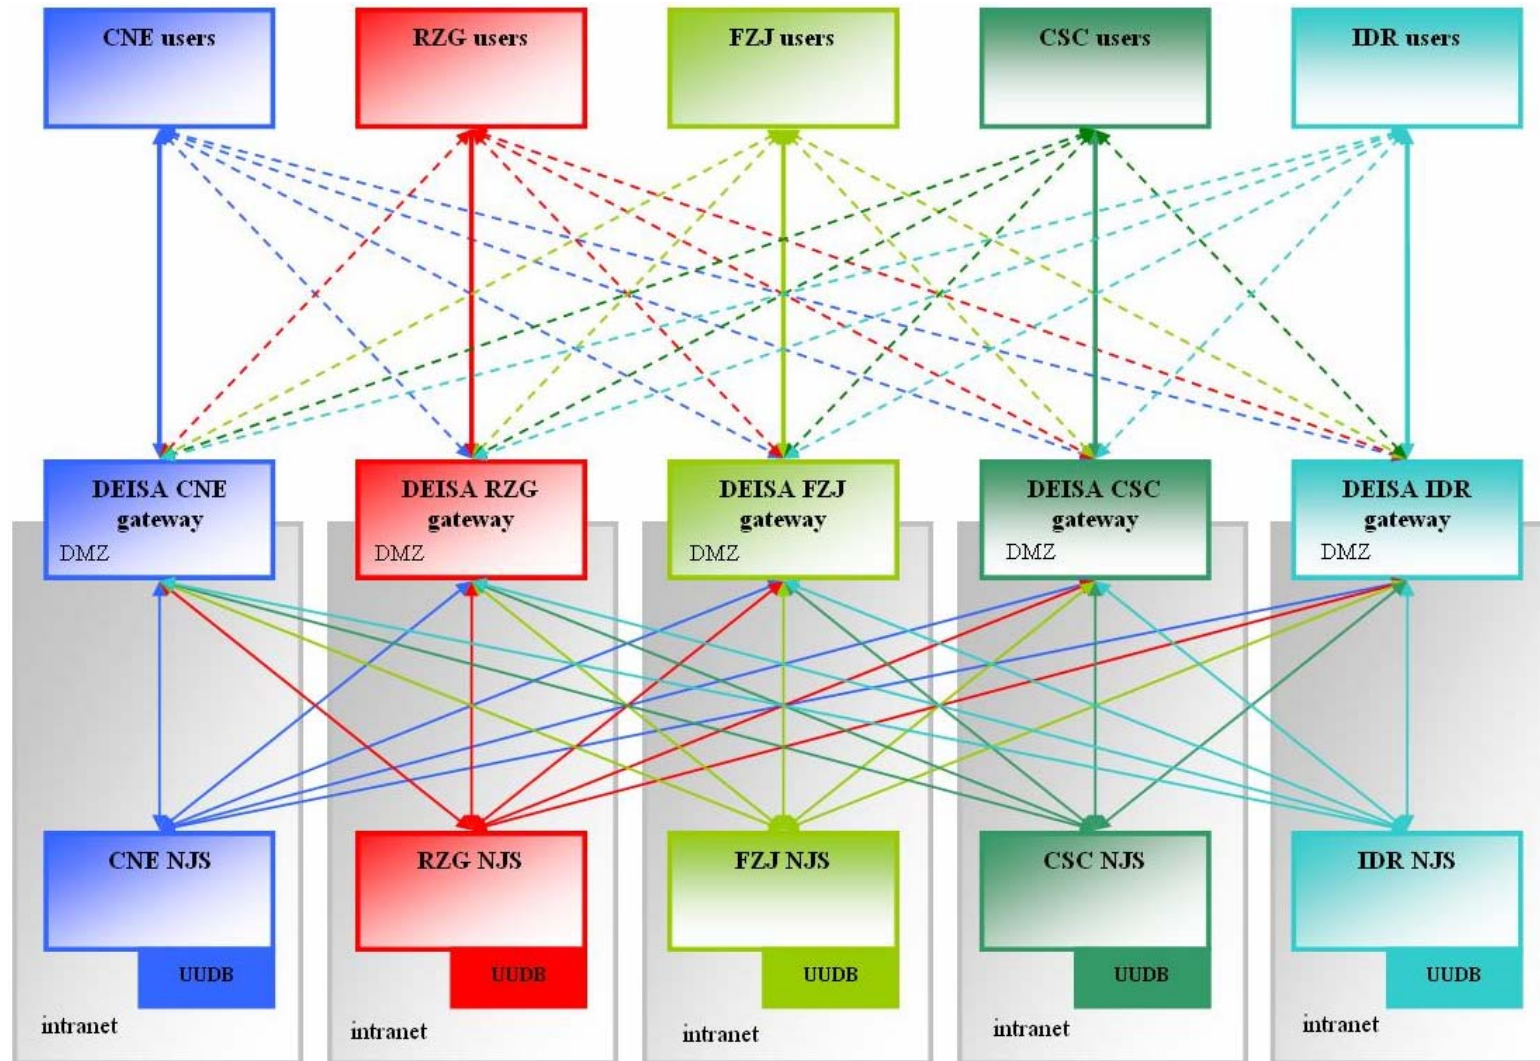 CNE users
RZG users
FZJ users
CSC users
IDR users
DEISA CNE
gateway
DMZ
DEISA RZG
gateway
DMZ
DEISA FZJ
gateway
DMZ
DEISA CSC
gateway
DMZ
DEISA IDR
gateway
DMZ
CNE NJS
RZG NJS
FZJ NJS
CSC NJS
IDR NJS
UUDB
UUDB
UUDB
UUDB
UUDB
intranet
intranet
intranet
intranet
intranet